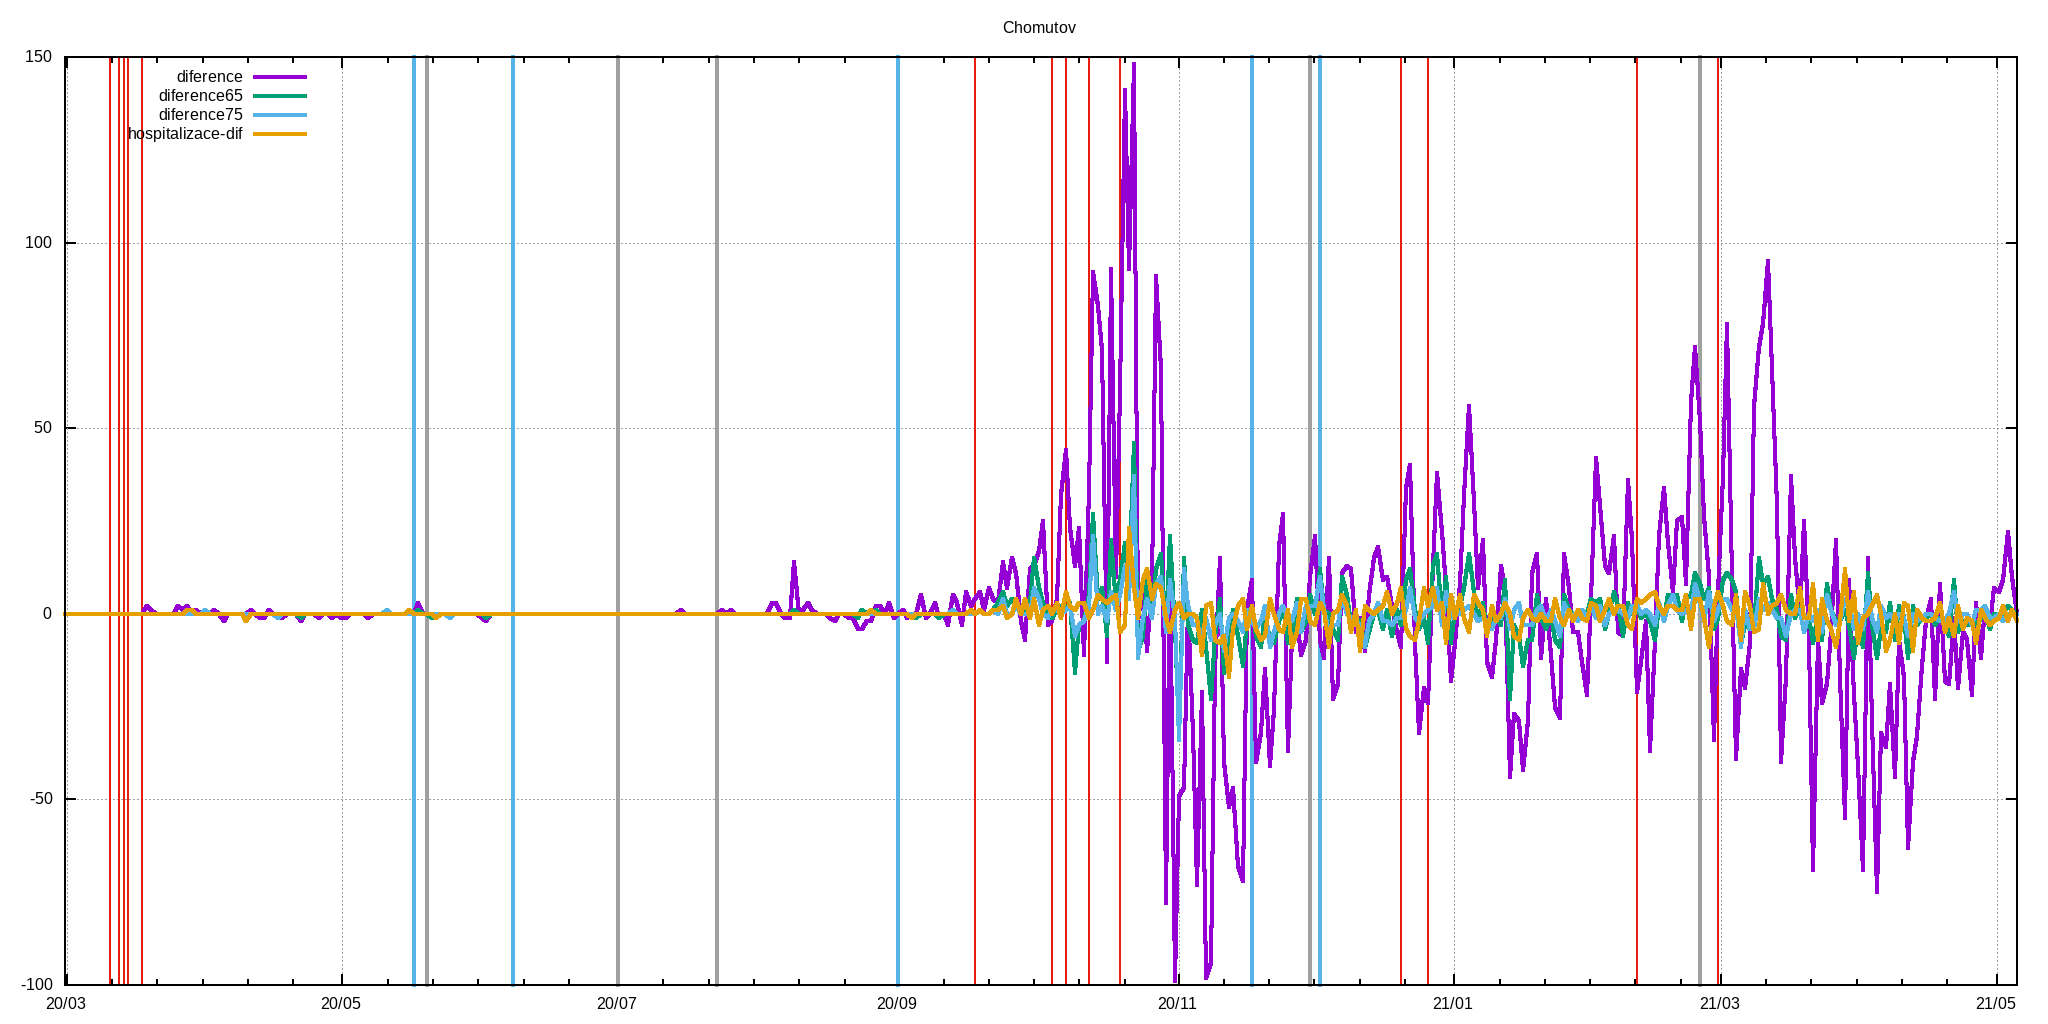 Chomutov
150
diference
diference65
diference75
hospitalizace-dif
100
50
0
-50
-100
20/03 20/05 20/07 20/09 20/11 21/01 21/03 21/05